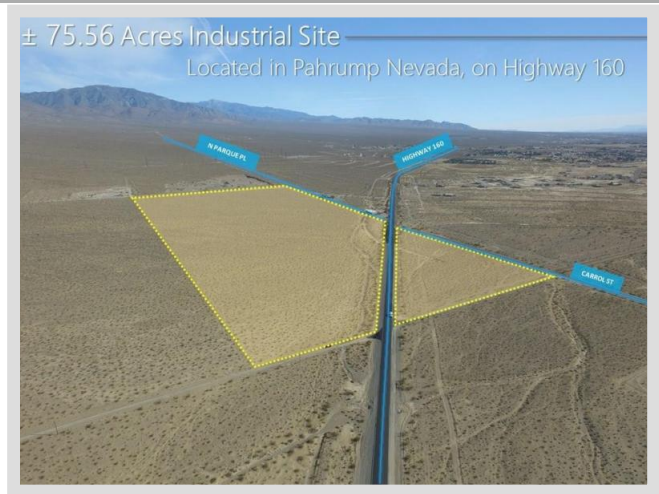 ± 75.56 Acres Industrial Site
Located in Pahrump Nevada, on Highway 160
N PARQUE PL
HIGHWAY 160
CARROL ST